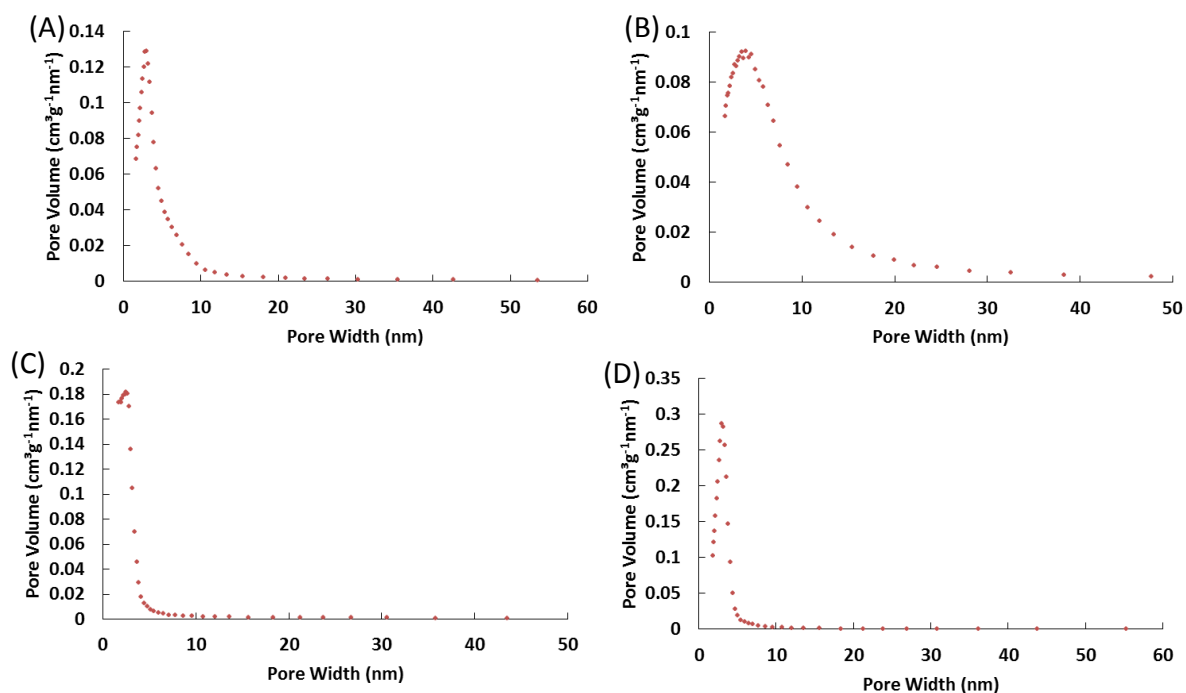 (A)
Pore Volume (cm³g⁻¹nm⁻¹)
0.14
0.12
0.1
0.08
0.06
0.04
0.02
0
0 10 20 30 40 50 60
Pore Width (nm)
(B)
Pore Volume (cm³g⁻¹nm⁻¹)
0.1
0.08
0.06
0.04
0.02
0
0 10 20 30 40 50
Pore Width (nm)
(C)
Pore Volume (cm³g⁻¹nm⁻¹)
0.2
0.18
0.16
0.14
0.12
0.1
0.08
0.06
0.04
0.02
0
0 10 20 30 40 50
Pore Width (nm)
(D)
Pore Volume (cm³g⁻¹nm⁻¹)
0.35
0.3
0.25
0.2
0.15
0.1
0.05
0
0 10 20 30 40 50 60
Pore Width (nm)